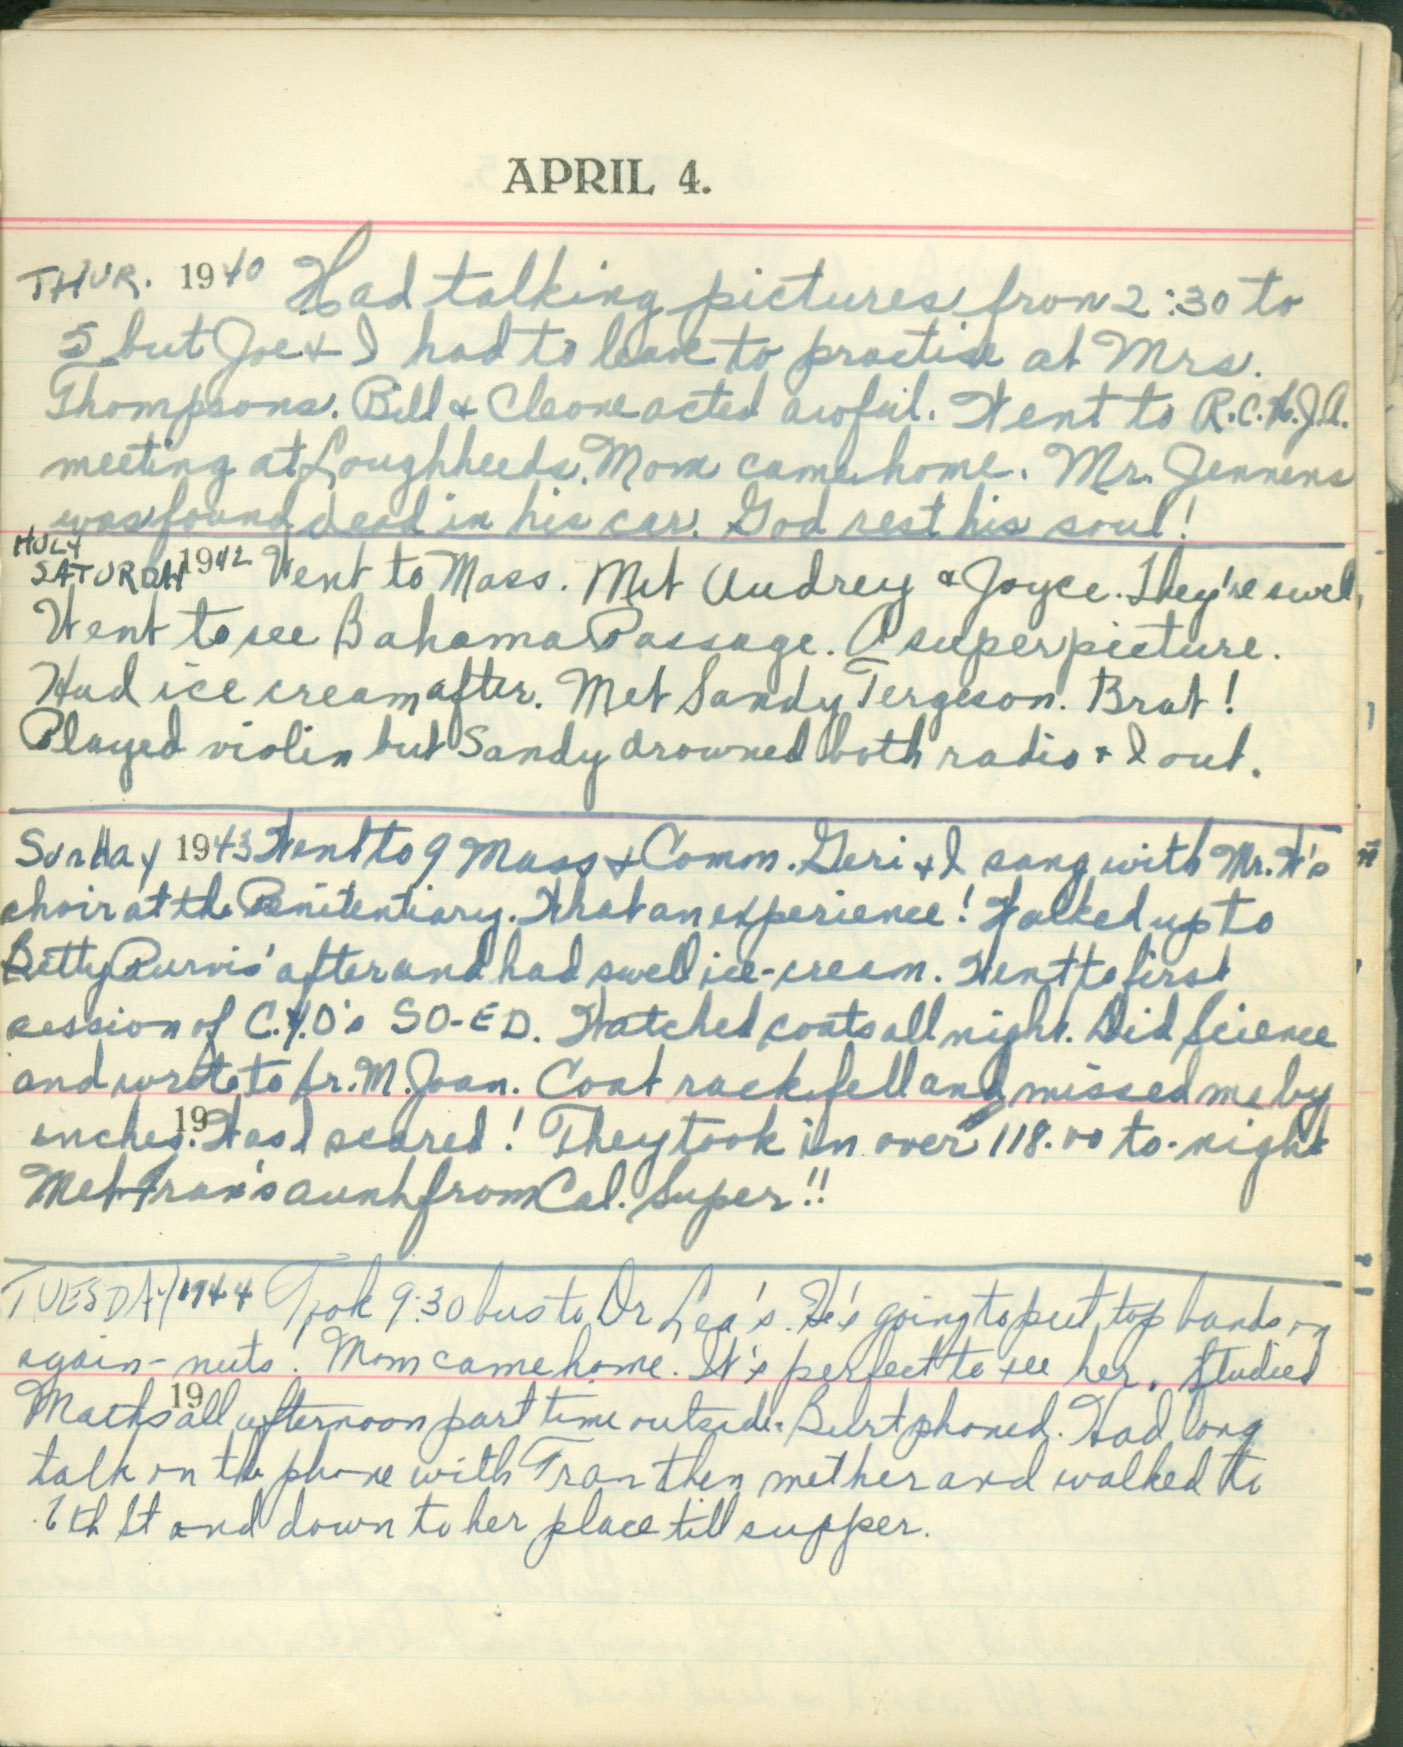 APRIL 4.
THUR. 1940 Had talking pictures from 2:30 to
5 but Joe & I had to leave to practise at Mrs.
Thompsons. Bill & Cleone acted awful. Went to R.C.H.J.A.
meeting at Loughheeds. Mom came home. Mr. Jennens
was found dead in his car. God rest his soul!
HOLY
SATURDAY 1942 Went to Mass. Met Audrey & Joyce. They're swel.
Went to see Bahama Passage. A super picture.
Had ice cream after. Met Sandy Tergeson. Brat!
Played violin but Sandy drowned both radio & I out.
Sunday 1943 Went to 9 Mass & Comm. Geri & I sang with Mr. W's
choir at the Penitentiary. What an experience! Walked up to
Betty Purvis' after and had swell ice-cream. Went to first
session of C.Y.O's SO-ED. Watched coats all night. Did Science
and wrote to Sr. M. Joan. Coat rack fell and missed me by
19
inches. Was I scared! They took in over 118.00 to-night
Met Fran's aunt from Cal. Super!!
TUESDAY 1944 Took 9:30 bus to Dr Lea's. He's going to put top bands on
again - nuts! Mom came home. It's perfect to see her. Studied
19
Maths all afternoon part time outside. Burt phoned. Had long
talk on the phone with Fran then met her and walked to
6th St and down to her place till supper.